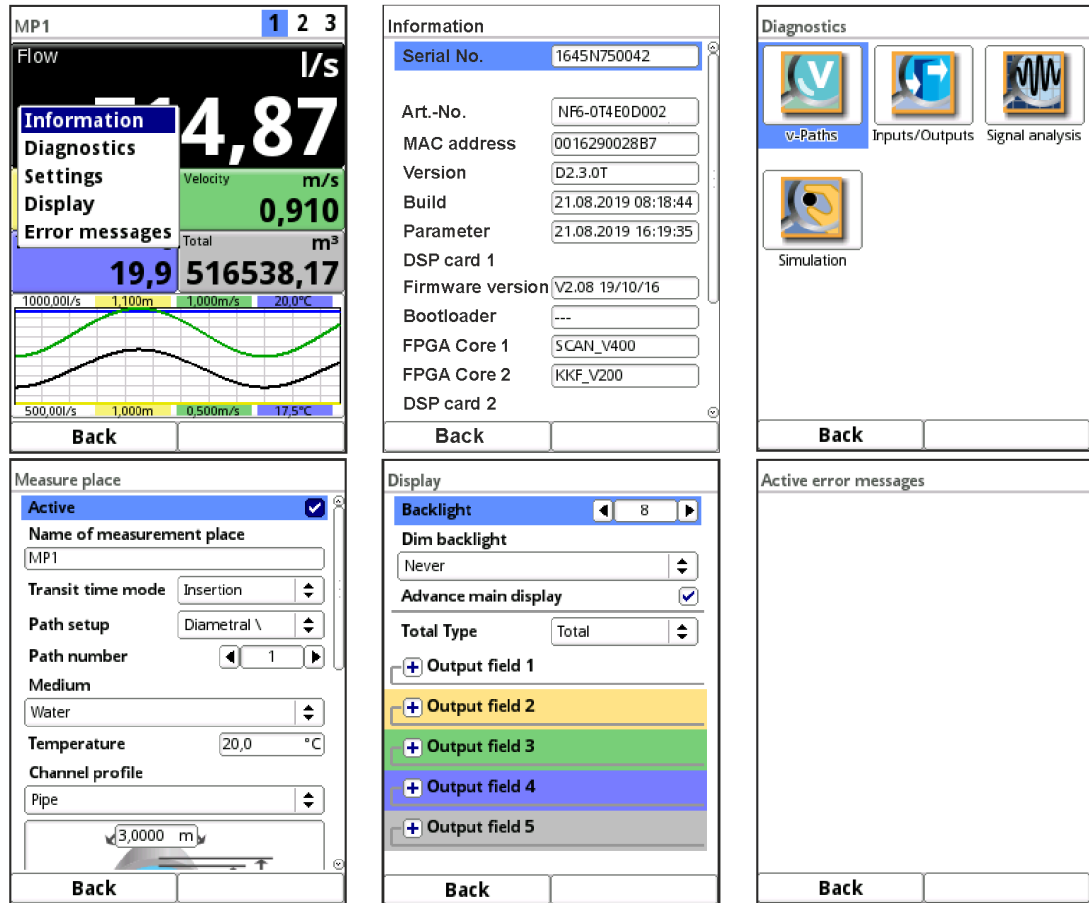 MP1 1 2 3
Flow l/s
4,87
Information
Diagnostics
Settings
Display
Error messages
Velocity m/s
0,910
Total m³
19,9 516538,17
1000,00l/s 1,100m 1,000m/s 20,0°C
500,00l/s 1,000m 0,500m/s 17,5°C
Back
Information
Serial No. 1645N750042
Art.-No. NF6-0T4E0D002
MAC address 0016290028B7
Version D2.3.0T
Build 21.08.2019 08:18:44
Parameter 21.08.2019 16:19:35
DSP card 1
Firmware version V2.08 19/10/16
Bootloader ---
FPGA Core 1 SCAN_V400
FPGA Core 2 KKF_V200
DSP card 2
Back
Diagnostics
V
v-Paths Inputs/Outputs Signal analysis
Simulation
Back
Measure place
Active
Name of measurement place
MP1
Transit time mode Insertion
Path setup Diametral \
Path number 1
Medium
Water
Temperature 20,0 °C
Channel profile
Pipe
3,0000 m
Back
Display
Backlight 8
Dim backlight
Never
Advance main display
Total Type Total
Output field 1
Output field 2
Output field 3
Output field 4
Output field 5
Back
Active error messages
Back